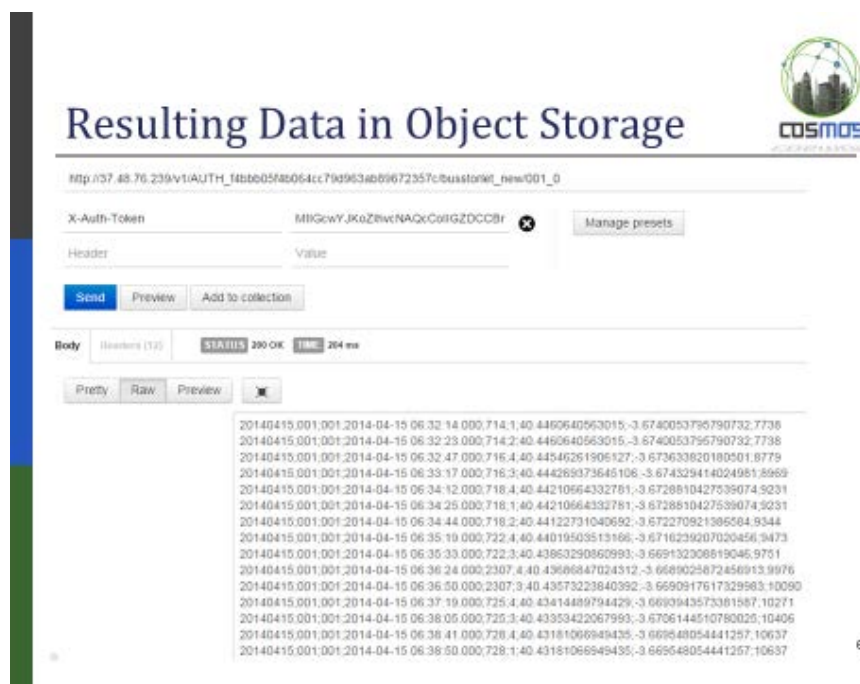 Resulting Data in Object Storage
COSMOS
http://37.48.76.239/v1/AUTH_f4bbb05f4b064cc79d963ab89672357c/busstorlet_new/001_0
X-Auth-Token MIIGcwYJKoZIhvcNAQcCoIIGZDCCBr Manage presets
Header Value
Send Preview Add to collection
Body Headers (12) STATUS 200 OK TIME 204 ms
Pretty Raw Preview
20140415;001;001;2014-04-15 06:32:14.000;714;1;40.4460640563015;-3.6740053795790732;7738
20140415;001;001;2014-04-15 06:32:23.000;714;2;40.4460640563015;-3.6740053795790732;7738
20140415;001;001;2014-04-15 06:32:47.000;716;4;40.44546261906127;-3.673633820180501;8779
20140415;001;001;2014-04-15 06:33:17.000;716;3;40.444269373645106;-3.674329414024981;8969
20140415;001;001;2014-04-15 06:34:12.000;718;4;40.44210664332781;-3.6728810427539074;9231
20140415;001;001;2014-04-15 06:34:25.000;718;1;40.44210664332781;-3.6728810427539074;9231
20140415;001;001;2014-04-15 06:34:44.000;718;2;40.44122731040692;-3.672270921386584;9344
20140415;001;001;2014-04-15 06:35:19.000;722;4;40.44019503513166;-3.6716239207020456;9473
20140415;001;001;2014-04-15 06:35:33.000;722;3;40.43863290860993;-3.669132308819046;9751
20140415;001;001;2014-04-15 06:36:24.000;2307;4;40.43686847024312;-3.6689025872456913;9976
20140415;001;001;2014-04-15 06:36:50.000;2307;3;40.43573223840392;-3.6690917617329983;10090
20140415;001;001;2014-04-15 06:37:19.000;725;4;40.43414489794429;-3.6693943573381587;10271
20140415;001;001;2014-04-15 06:38:05.000;725;3;40.43353422067993;-3.6706144510780025;10406
20140415;001;001;2014-04-15 06:38:41.000;728;4;40.43181066949435;-3.669548054441257;10637
20140415;001;001;2014-04-15 06:38:50.000;728;1;40.43181066949435;-3.669548054441257;10637
6